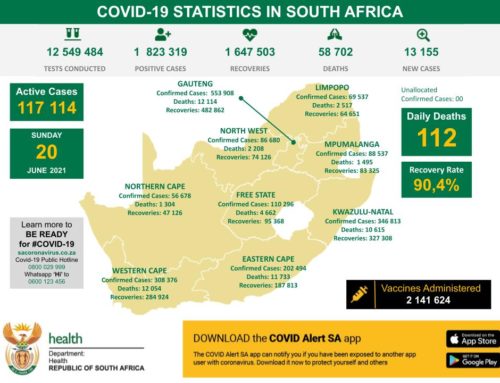 COVID-19 STATISTICS IN SOUTH AFRICA
12 549 484
TESTS CONDUCTED
1 823 319
POSITIVE CASES
1 647 503
RECOVERIES
58 702
DEATHS
13 155
NEW CASES
Active Cases
117 114
SUNDAY
20
JUNE 2021
GAUTENG
Confirmed Cases: 553 908
Deaths: 12 114
Recoveries: 482 862
LIMPOPO
Confirmed Cases: 69 537
Deaths: 2 517
Recoveries: 64 651
Unallocated
Confirmed Cases: 00
Daily Deaths
112
Recovery Rate
90,4%
NORTH WEST
Confirmed Cases: 86 680
Deaths: 2 208
Recoveries: 74 126
MPUMALANGA
Confirmed Cases: 88 537
Deaths: 1 495
Recoveries: 83 325
NORTHERN CAPE
Confirmed Cases: 56 678
Deaths: 1 304
Recoveries: 47 126
FREE STATE
Confirmed Cases: 110 296
Deaths: 4 662
Recoveries: 95 368
KWAZULU-NATAL
Confirmed Cases: 346 813
Deaths: 10 615
Recoveries: 327 308
Learn more to
BE READY
for #COVID-19
sacoronavirus.co.za
Covid-19 Public Hotline
0800 029 999
Whatsapp 'Hi' to
0600 123 456
WESTERN CAPE
Confirmed Cases: 308 376
Deaths: 12 054
Recoveries: 284 924
EASTERN CAPE
Confirmed Cases: 202 494
Deaths: 11 733
Recoveries: 187 813
Vaccines Administered
2 141 624
health
Department:
Health
REPUBLIC OF SOUTH AFRICA
DOWNLOAD the COVID Alert SA app
The COVID Alert SA app can notify you if you have been exposed to another app
user with coronavirus. Download it now to protect yourself and others
Download on the
App Store
GET IT ON
Google Play